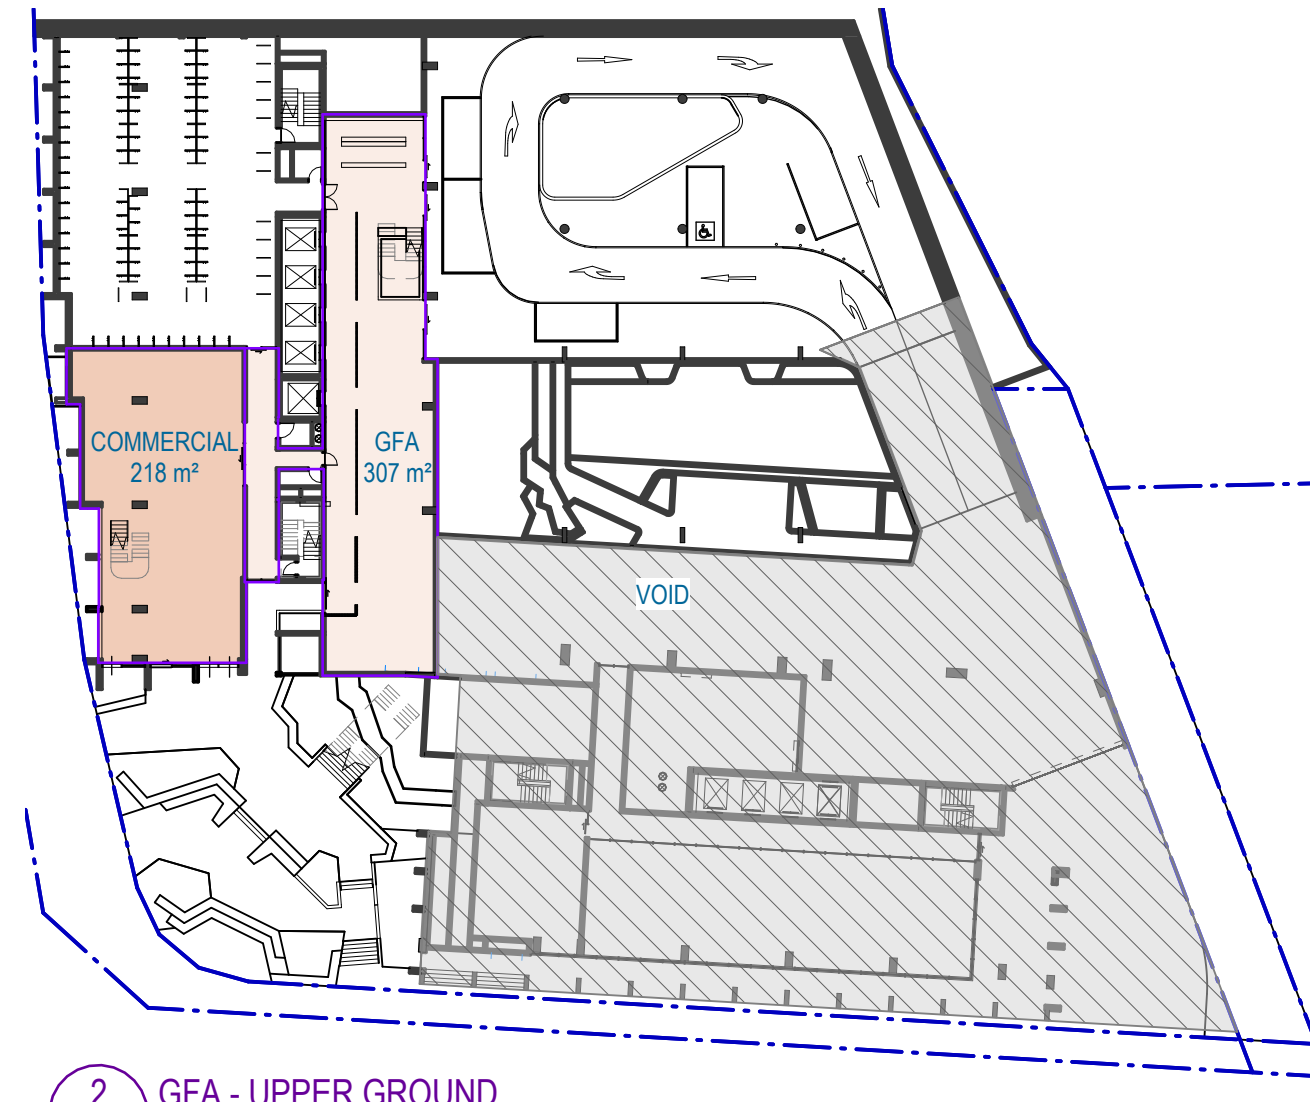 COMMERCIAL
218 m²
GFA
307 m²
VOID
2
GFA - UPPER GROUND